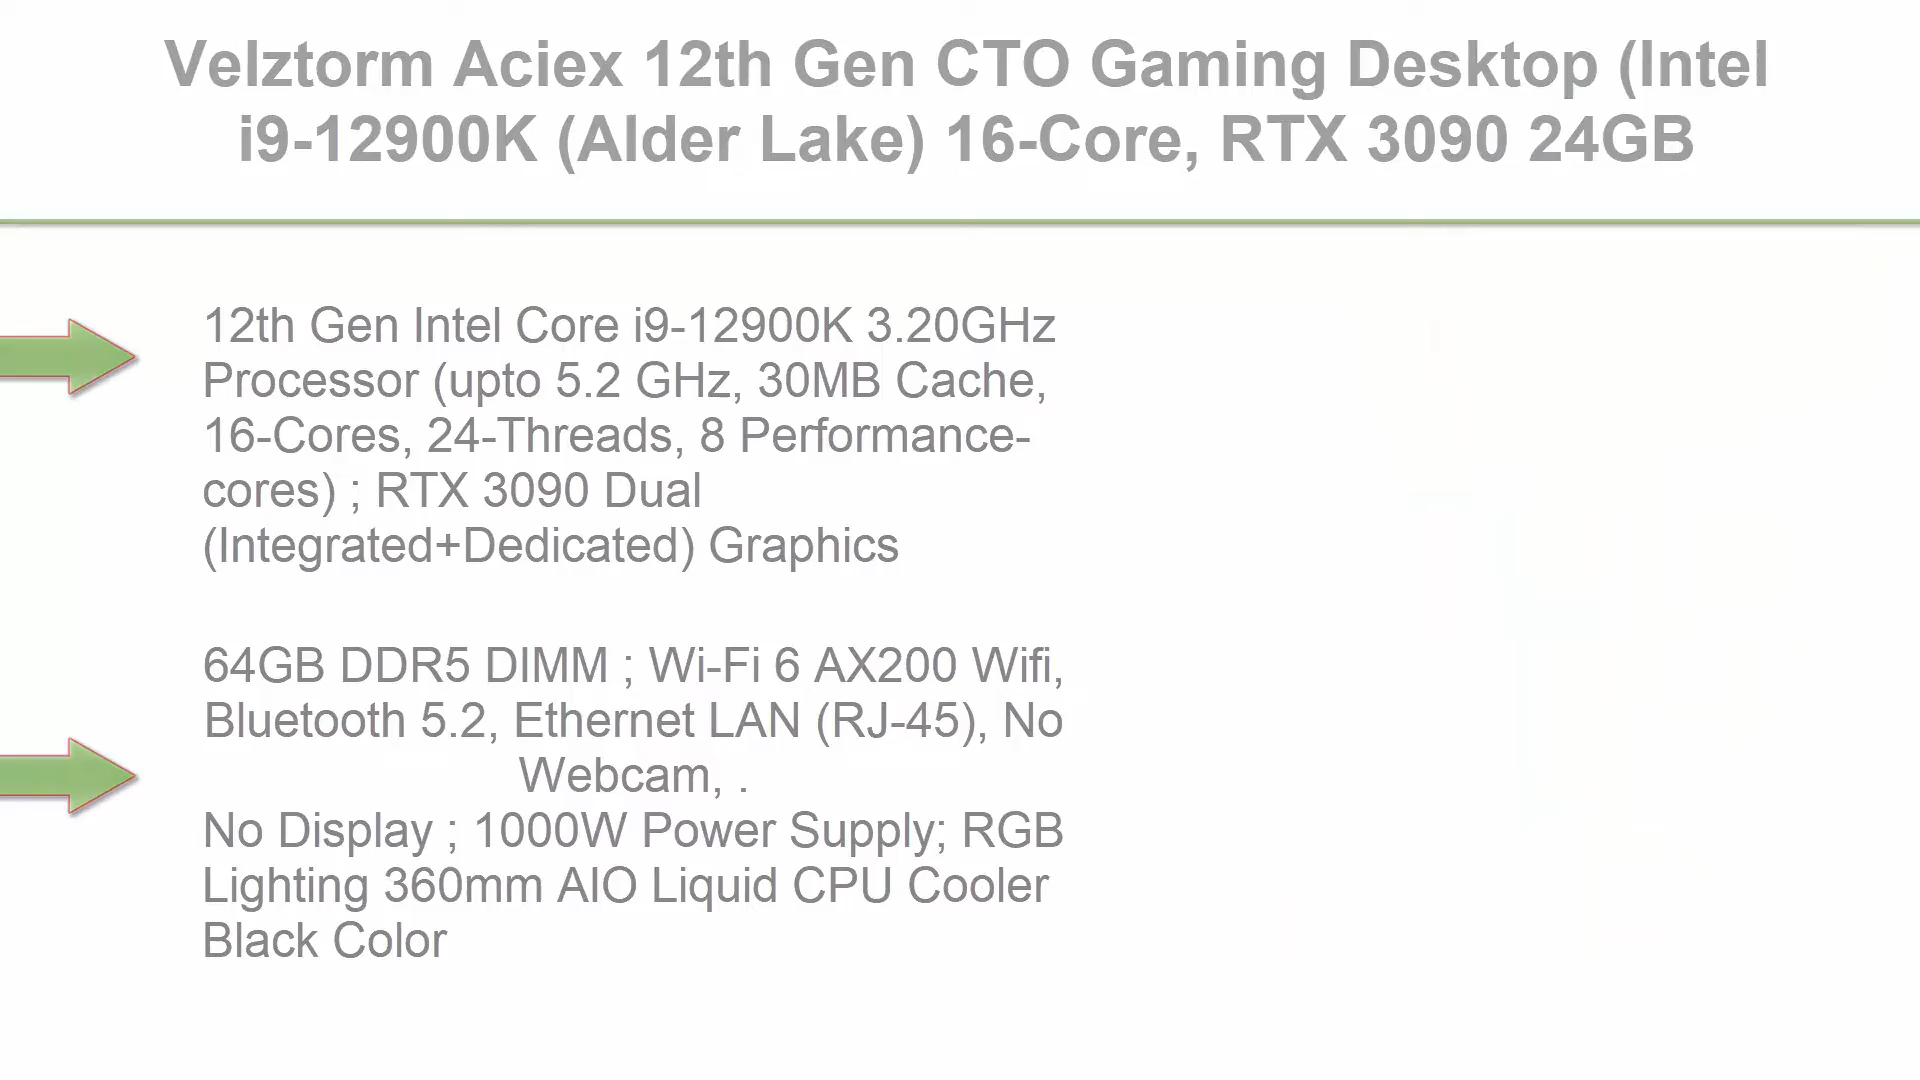 Velztorm Aciex 12th Gen CTO Gaming Desktop (Intel
i9-12900K (Alder Lake) 16-Core, RTX 3090 24GB
12th Gen Intel Core i9-12900K 3.20GHz
Processor (upto 5.2 GHz, 30MB Cache,
16-Cores, 24-Threads, 8 Performance-
cores) ; RTX 3090 Dual
(Integrated+Dedicated) Graphics
64GB DDR5 DIMM ; Wi-Fi 6 AX200 Wifi,
Bluetooth 5.2, Ethernet LAN (RJ-45), No
Webcam, .
No Display ; 1000W Power Supply; RGB
Lighting 360mm AIO Liquid CPU Cooler
Black Color